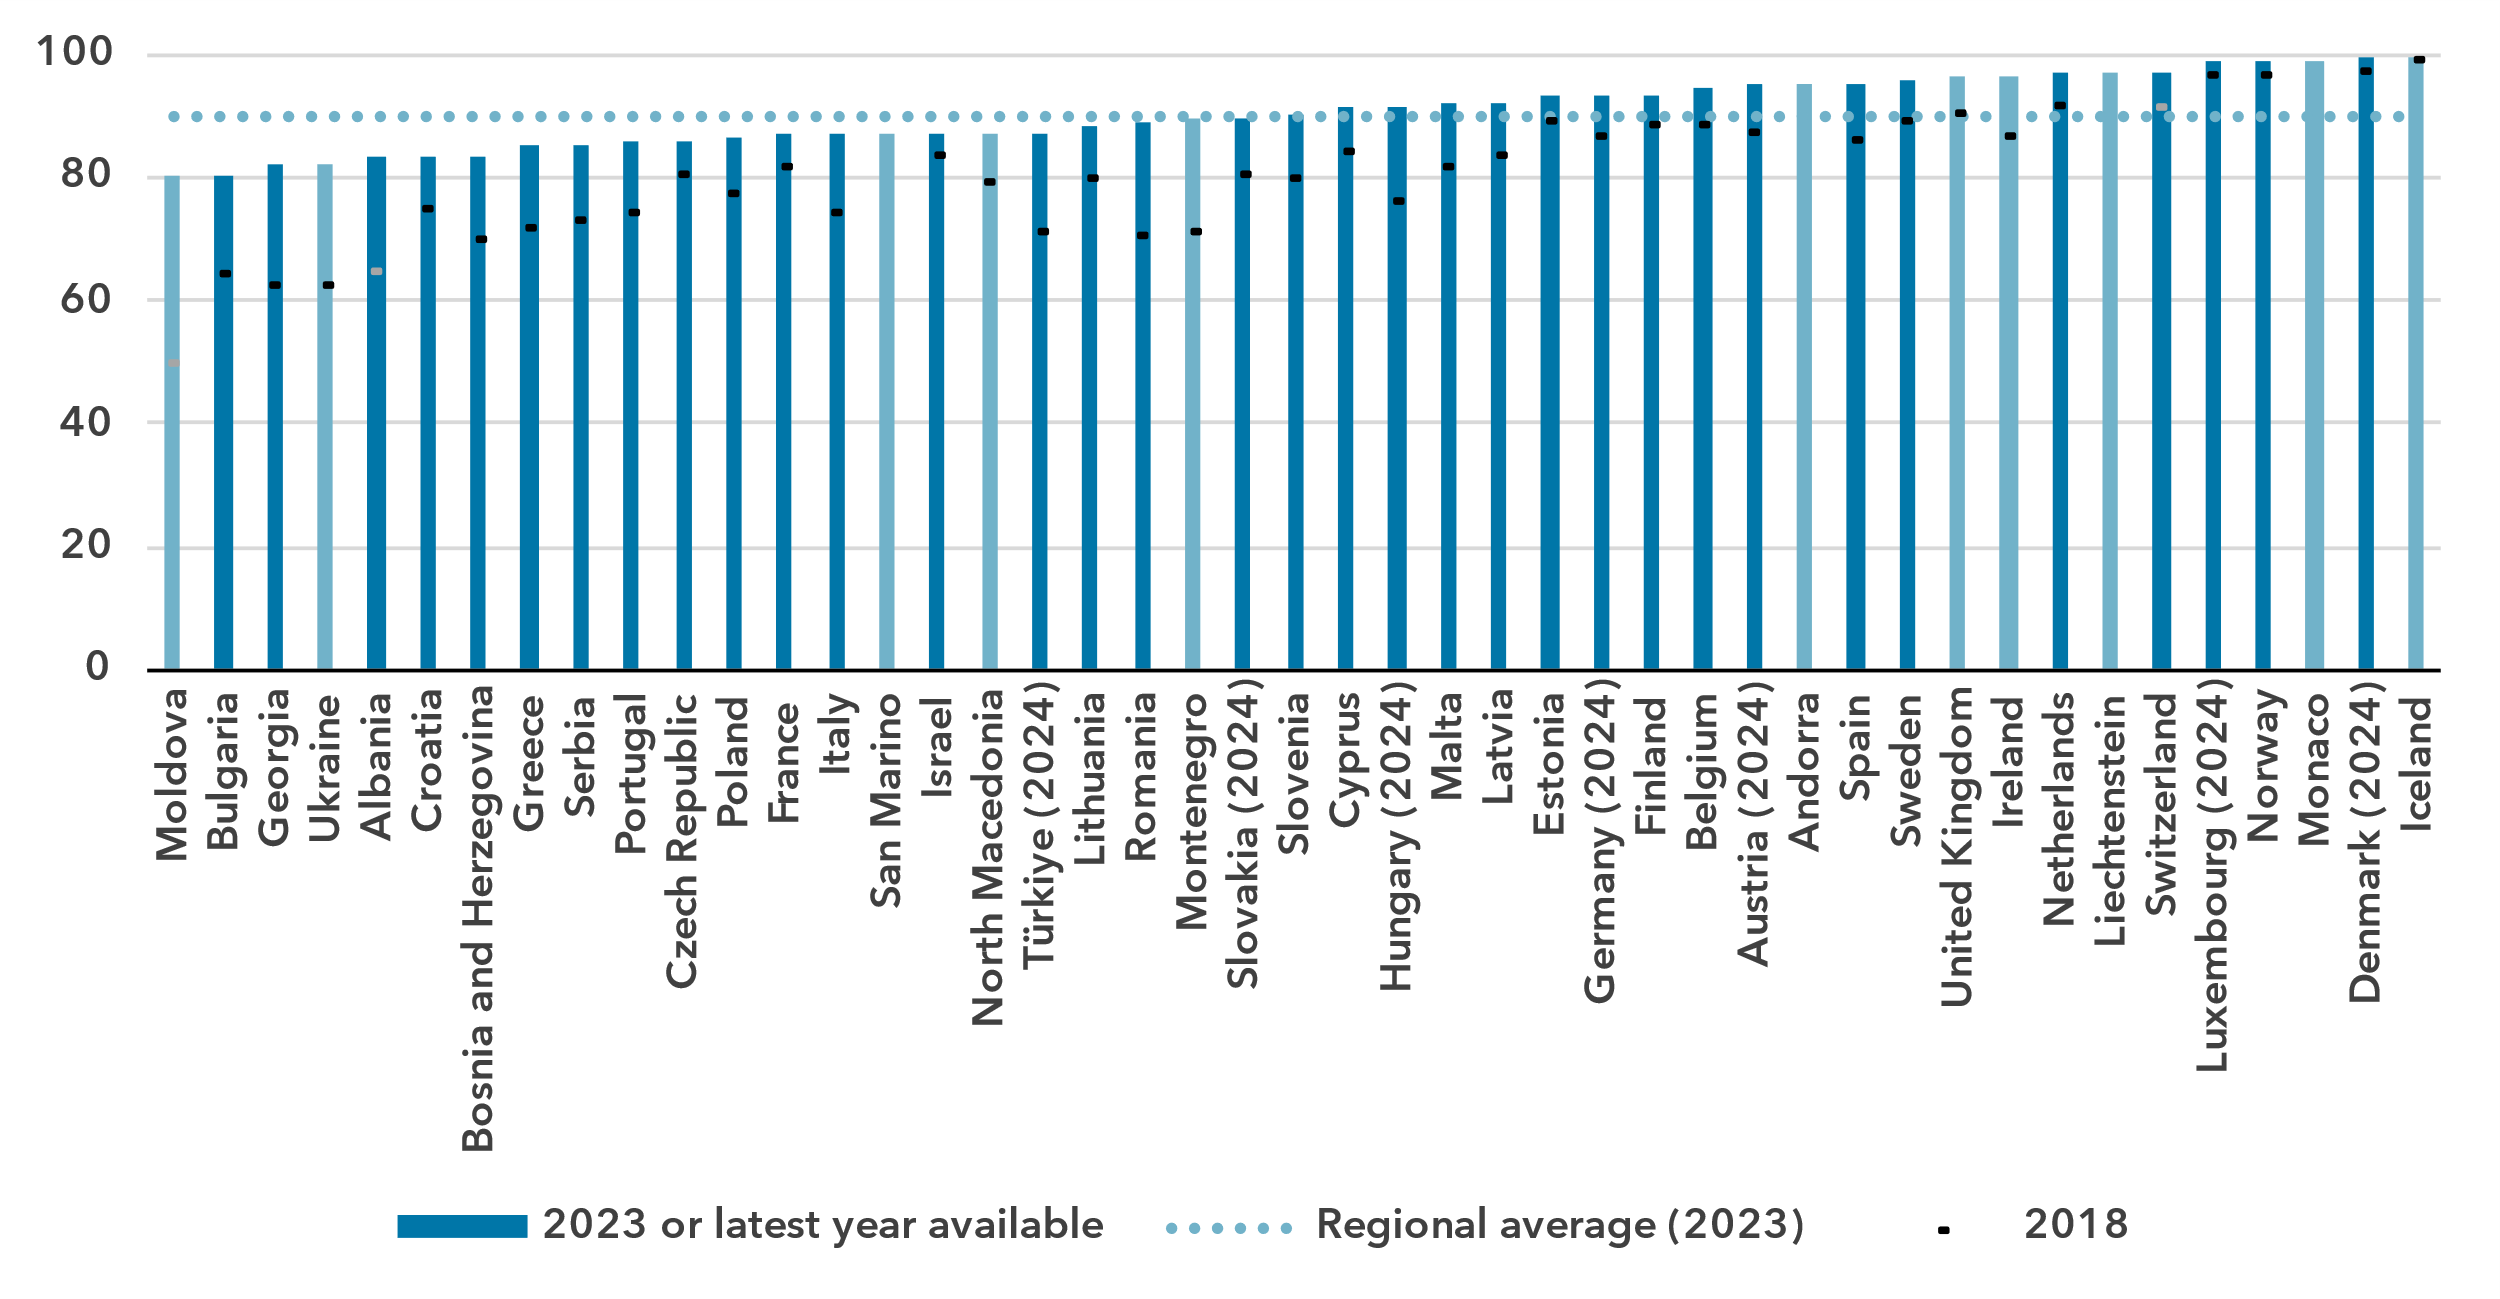 100
80
60
40
20
0
Moldova
Bulgaria
Georgia
Ukraine
Albania
Croatia
Bosnia and Herzegovina
Greece
Serbia
Portugal
Czech Republic
Poland
France
Italy
San Marino
Israel
North Macedonia
Türkiye (2024)
Lithuania
Romania
Montenegro
Slovakia (2024)
Slovenia
Cyprus
Hungary (2024)
Malta
Latvia
Estonia
Germany (2024)
Finland
Belgium
Austria (2024)
Andorra
Spain
Sweden
United Kingdom
Ireland
Netherlands
Liechtenstein
Switzerland
Luxembourg (2024)
Norway
Monaco
Denmark (2024)
Iceland
2023 or latest year available
Regional average (2023)
2018